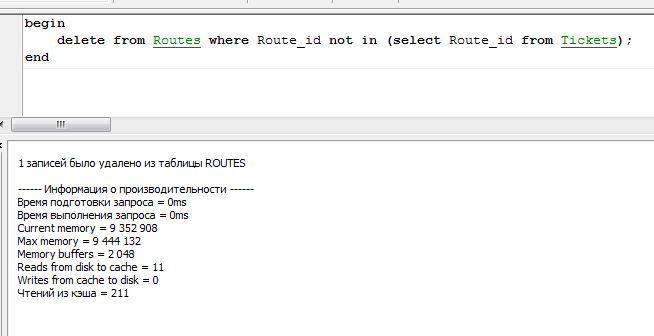 begin
delete from Routes where Route_id not in (select Route_id from Tickets);
end
1 записей было удалено из таблицы ROUTES
------ Информация о производительности ------
Время подготовки запроса = 0ms
Время выполнения запроса = 0ms
Current memory = 9 352 908
Max memory = 9 444 132
Memory buffers = 2 048
Reads from disk to cache = 11
Writes from cache to disk = 0
Чтений из кэша = 211